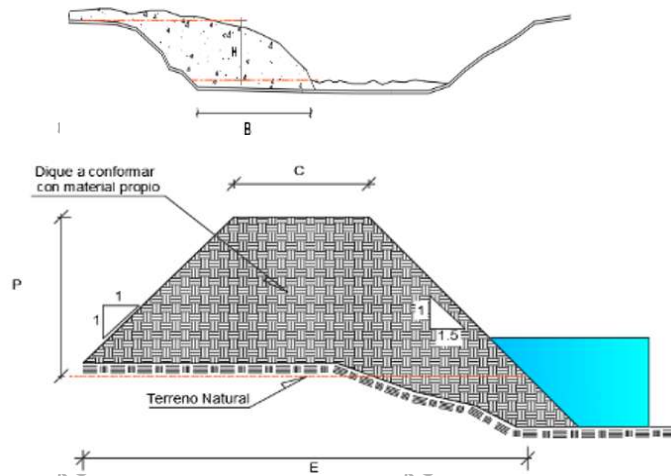 H
B
Dique a conformar
con material propio
C
P
1
1
1
1.5
Terreno Natural
E